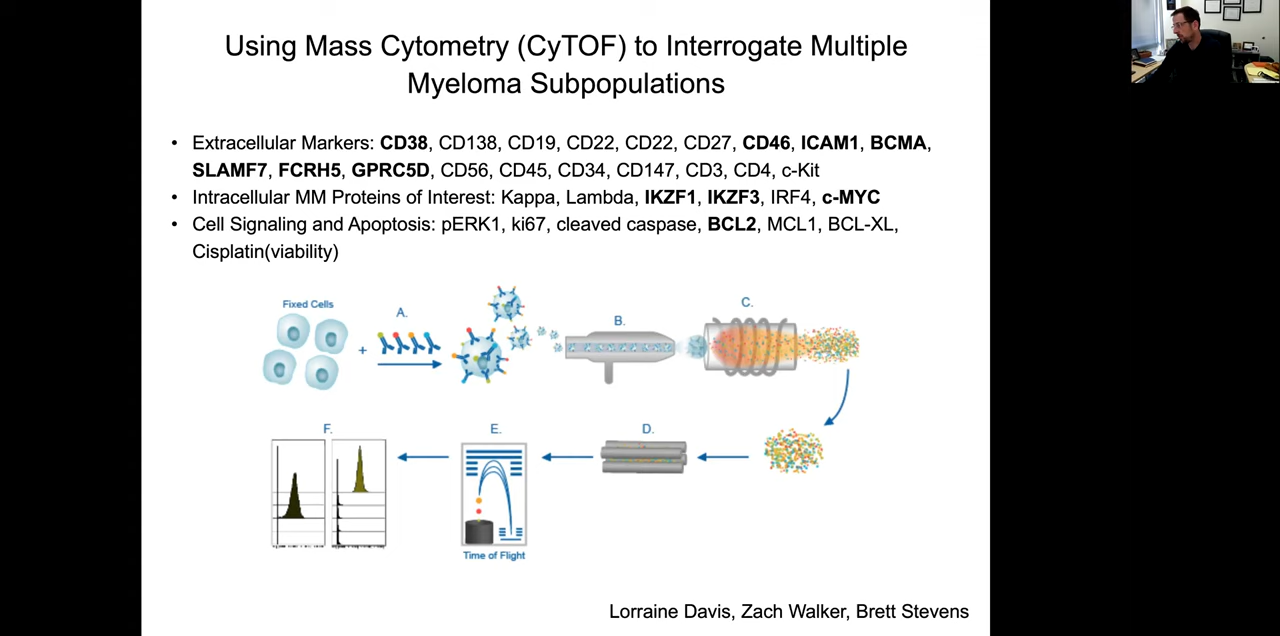 Using Mass Cytometry (CyTOF) to Interrogate Multiple
Myeloma Subpopulations
• Extracellular Markers: CD38, CD138, CD19, CD22, CD22, CD27, CD46, ICAM1, BCMA,
SLAMF7, FCRH5, GPRC5D, CD56, CD45, CD34, CD147, CD3, CD4, c-Kit
• Intracellular MM Proteins of Interest: Kappa, Lambda, IKZF1, IKZF3, IRF4, c-MYC
• Cell Signaling and Apoptosis: pERK1, ki67, cleaved caspase, BCL2, MCL1, BCL-XL,
Cisplatin(viability)
Fixed Cells
A.
+
B.
C.
F.
E.
D.
Time of Flight
Lorraine Davis, Zach Walker, Brett Stevens